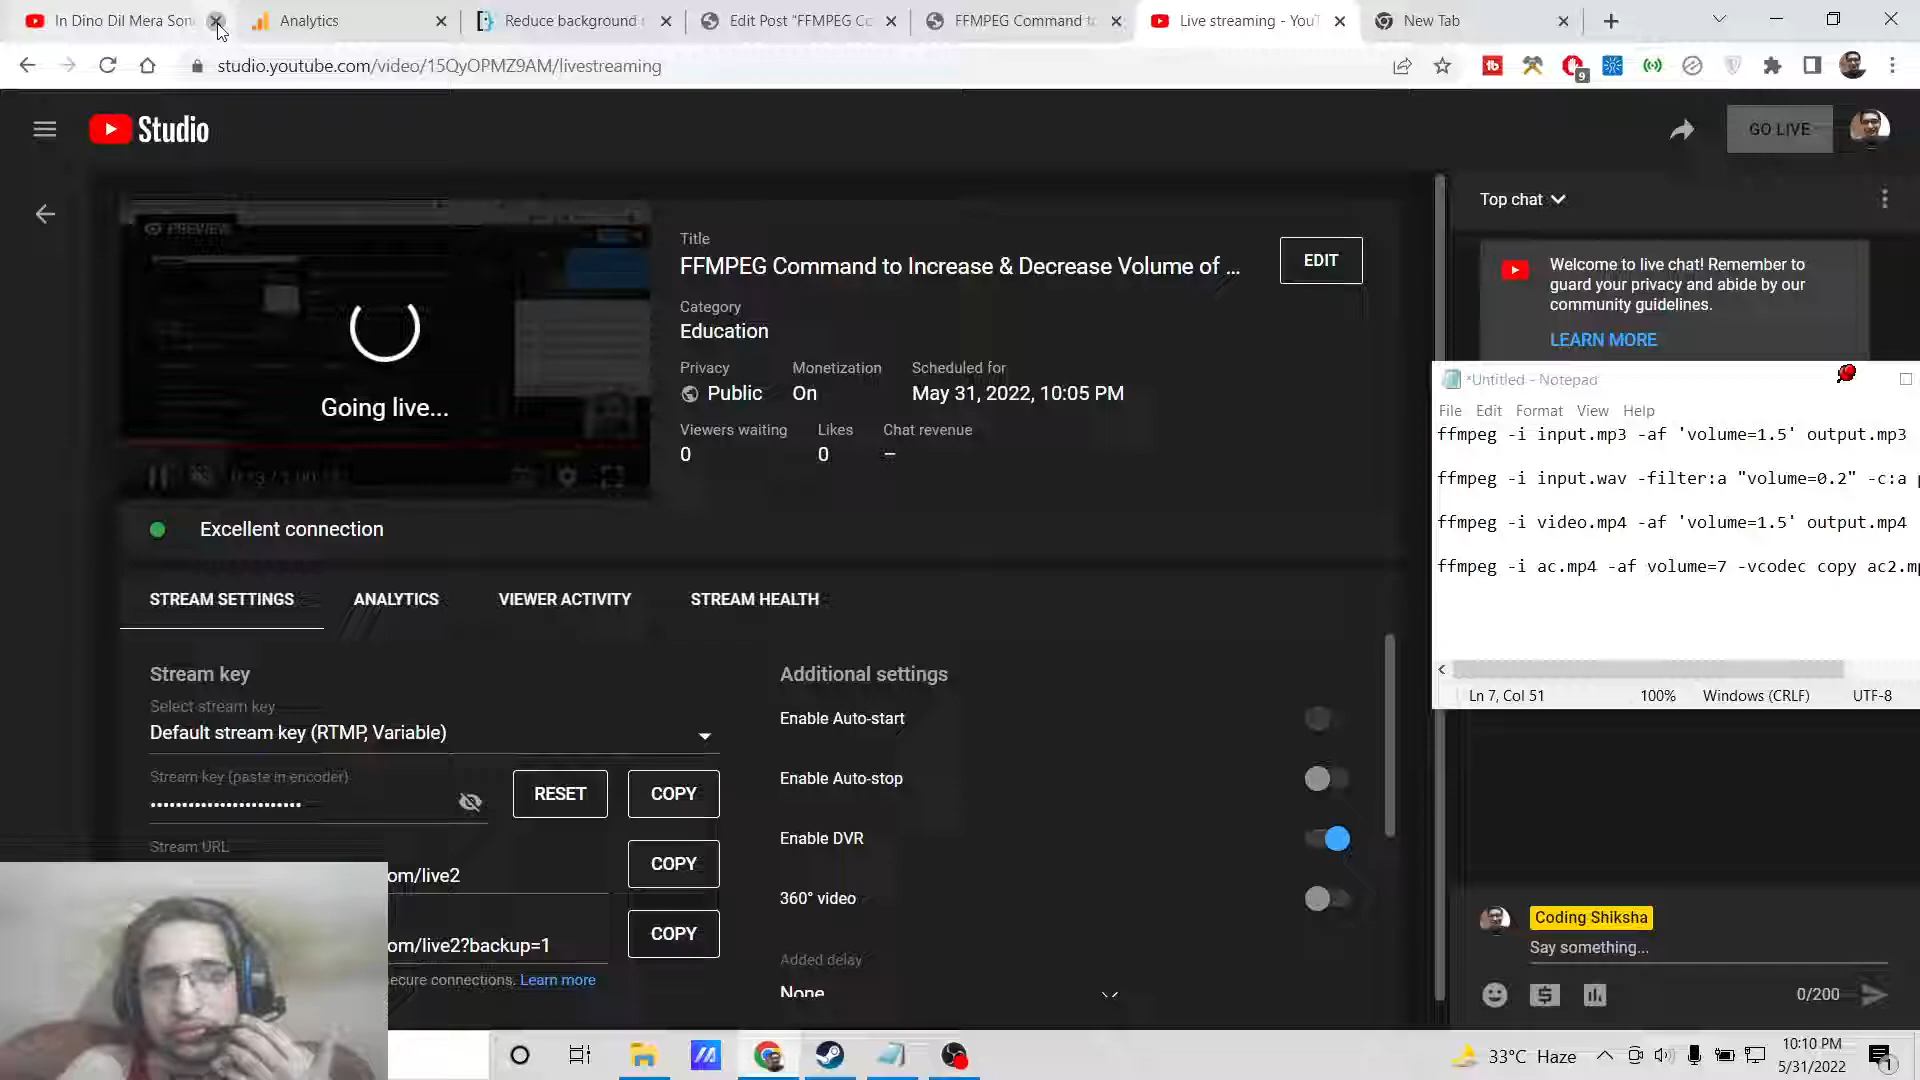 In Dino Dil Mera Son
Analytics
Reduce background
Edit Post "FFMPEG Co
FFMPEG Command to
Live streaming - YouT
New Tab
studio.youtube.com/video/15QyOPMZ9AM/livestreaming
9
Studio
GO LIVE
PREVIEW
Going live...
Title
FFMPEG Command to Increase & Decrease Volume of ...
EDIT
Category
Education
Privacy
Monetization
Scheduled for
Public
On
May 31, 2022, 10:05 PM
Viewers waiting
Likes
Chat revenue
0
0
–
Top chat
Welcome to live chat! Remember to
guard your privacy and abide by our
community guidelines.
LEARN MORE
*Untitled - Notepad
File Edit Format View Help
ffmpeg -i input.mp3 -af 'volume=1.5' output.mp3
ffmpeg -i input.wav -filter:a "volume=0.2" -c:a p
ffmpeg -i video.mp4 -af 'volume=1.5' output.mp4
ffmpeg -i ac.mp4 -af volume=7 -vcodec copy ac2.mp
Ln 7, Col 51
100%
Windows (CRLF)
UTF-8
Excellent connection
STREAM SETTINGS
ANALYTICS
VIEWER ACTIVITY
STREAM HEALTH
Stream key
Select stream key
Default stream key (RTMP, Variable)
Stream key (paste in encoder)
••••••••••••••••••••••••
RESET
COPY
Stream URL
om/live2
COPY
om/live2?backup=1
COPY
ecure connections. Learn more
Additional settings
Enable Auto-start
Enable Auto-stop
Enable DVR
360° video
Added delay
None
Coding Shiksha
Say something...
0/200
33°C Haze
10:10 PM
5/31/2022
1